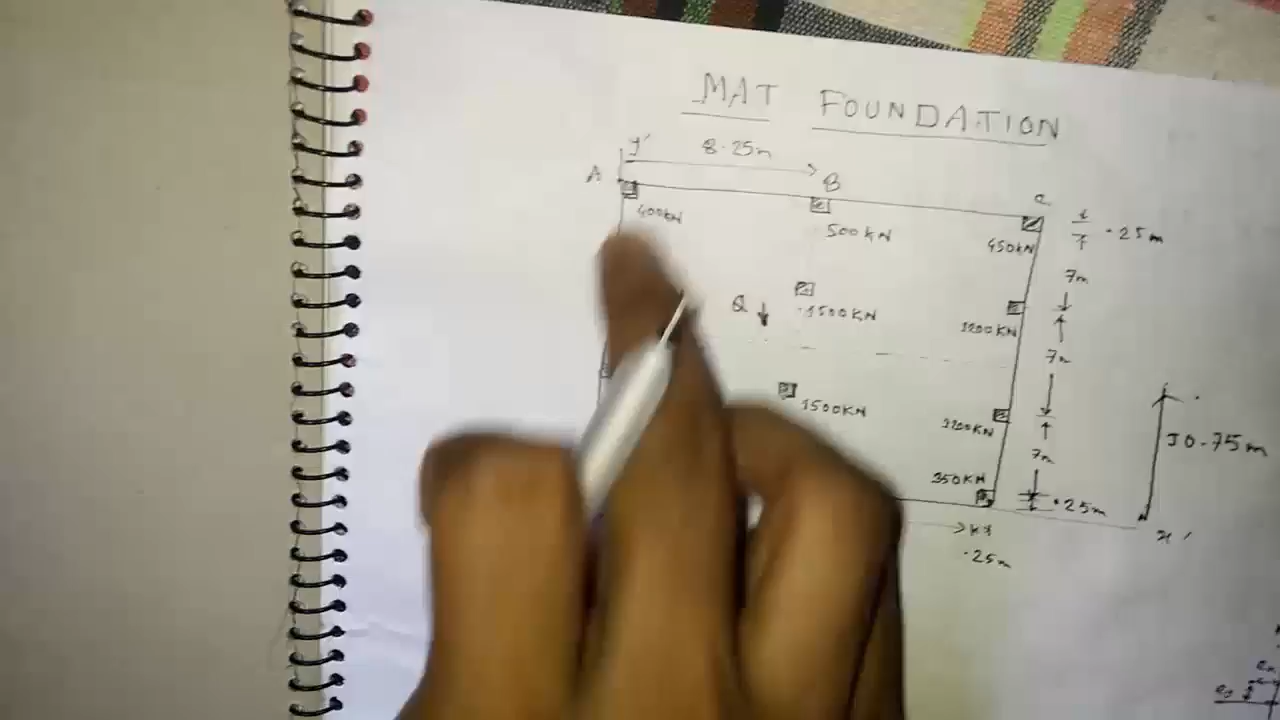 MAT FOUNDATION
y' 8.25m
A B C
400KN
500KN
450KN
.25m
7m
Q 1500KN
1200KN
7m
1500KN
1200KN
10.75m
7m
350KN
.25m
x'
.25m